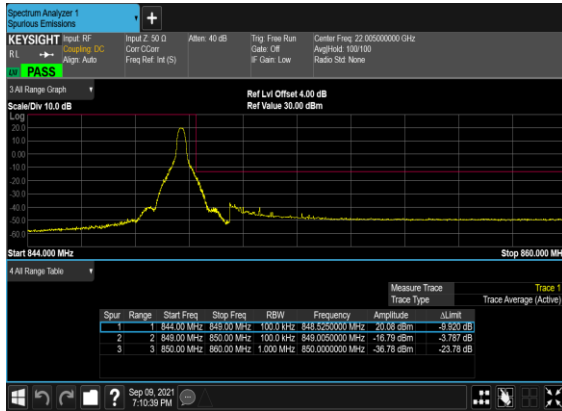 Spectrum Analyzer 1
Spurious Emissions
+
KEYSIGHT Input: RF Input Z: 50 Ω Atten: 40 dB Trig: Free Run Center Freq: 22.005000000 GHz
RL Coupling: DC Corr CCorr Gate: Off Avg|Hold: 100/100
Align: Auto Freq Ref: Int (S) IF Gain: Low Radio Std: None
PASS
3 All Range Graph
Ref Lvl Offset 4.00 dB
Scale/Div 10.0 dB Ref Value 30.00 dBm
Log
20.0
10.0
0.00
-10.0
-20.0
-30.0
-40.0
-50.0
-60.0
Start 844.000 MHz Stop 860.000 MHz
4 All Range Table
Measure Trace Trace 1
Trace Type Trace Average (Active)
Spur Range Start Freq Stop Freq RBW Frequency Amplitude ΔLimit
1 1 844.00 MHz 849.00 MHz 100.0 kHz 848.5250000 MHz 20.08 dBm -9.920 dB
2 2 849.00 MHz 850.00 MHz 100.0 kHz 849.0050000 MHz -16.79 dBm -3.787 dB
3 3 850.00 MHz 860.00 MHz 1.000 MHz 850.0000000 MHz -36.78 dBm -23.78 dB
? Sep 09, 2021
7:10:39 PM